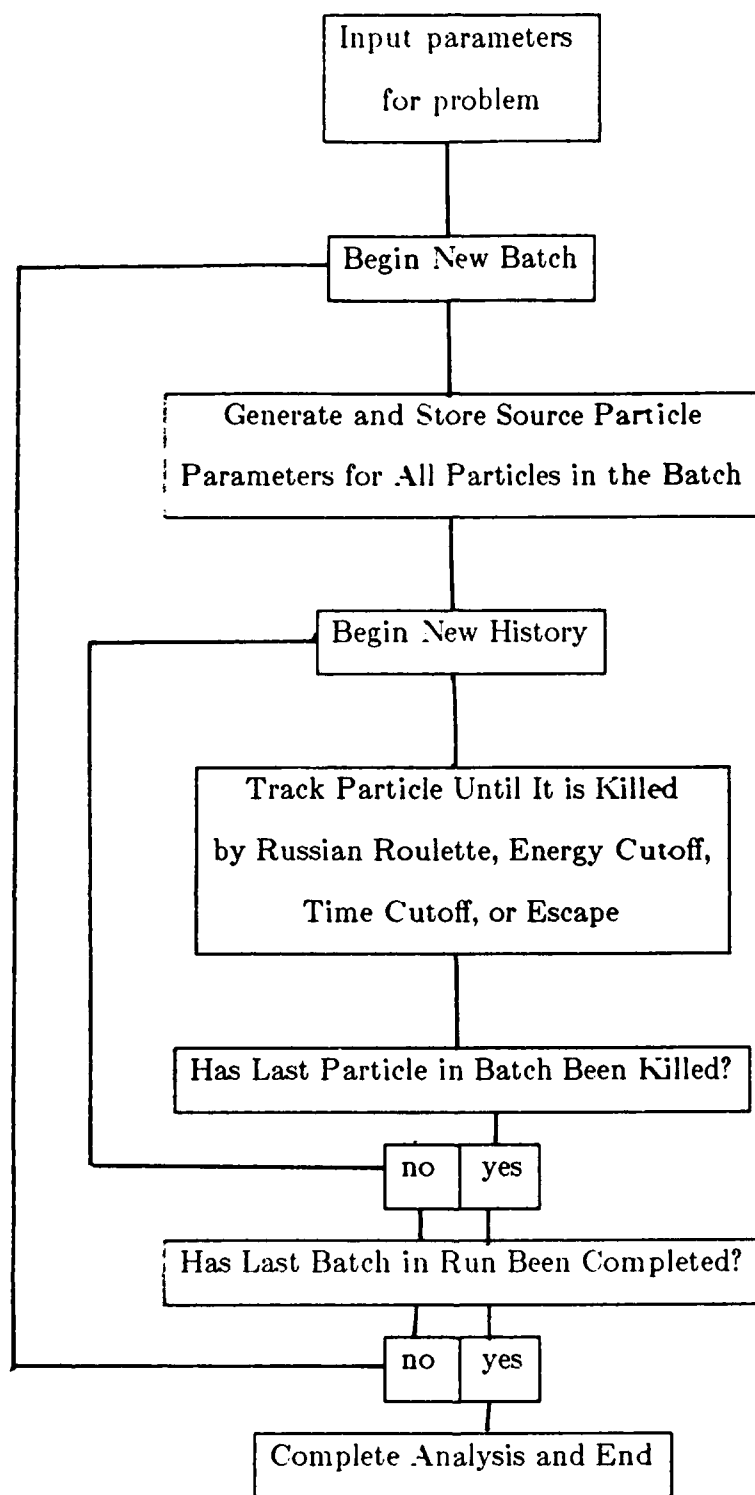 Input parameters
for problem
Begin New Batch
Generate and Store Source Particle
Parameters for All Particles in the Batch
Begin New History
Track Particle Until It is Killed
by Russian Roulette, Energy Cutoff,
Time Cutoff, or Escape
Has Last Particle in Batch Been Killed?
no yes
Has Last Batch in Run Been Completed?
no yes
Complete Analysis and End